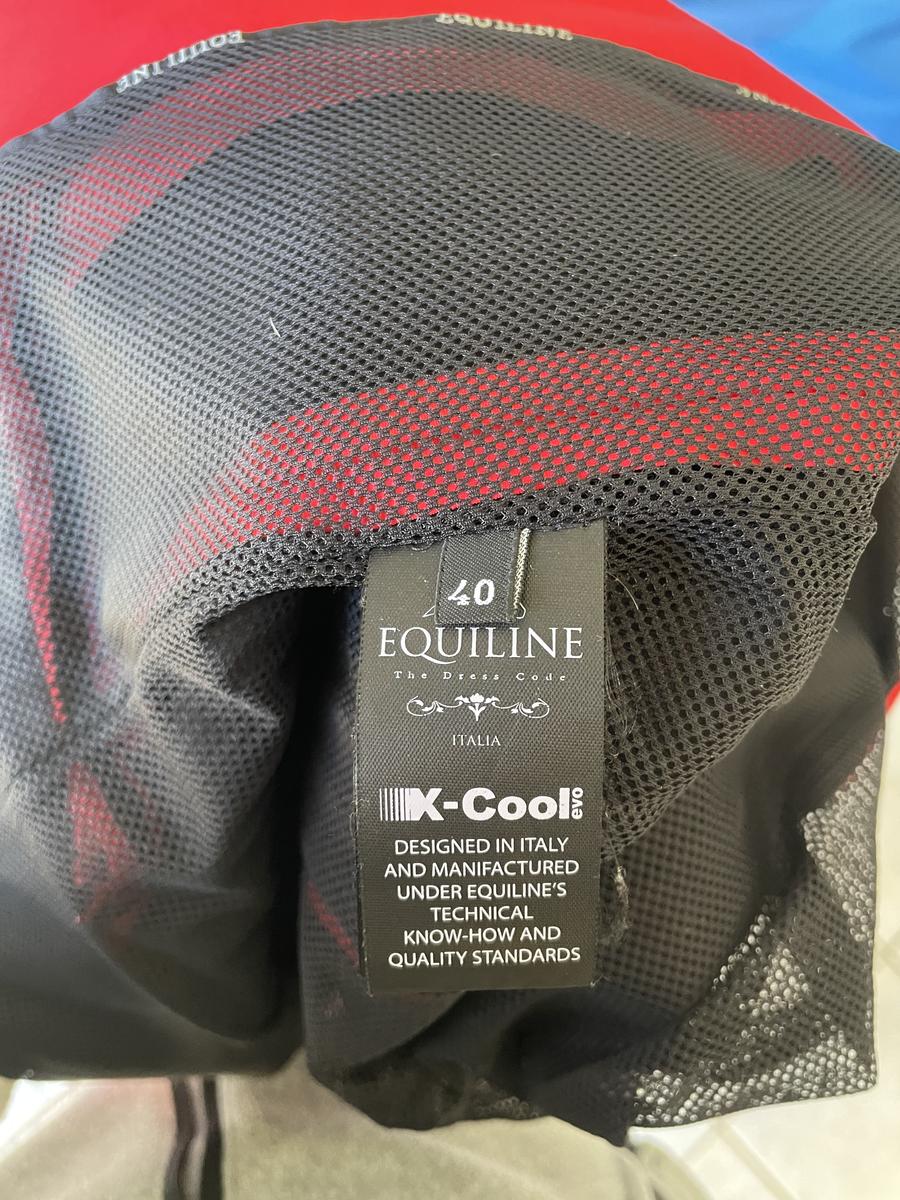 EQUILINE
EQUILINE
40
EQUILINE
The Dress Code
ITALIA
X-Cool evo
DESIGNED IN ITALY
AND MANIFACTURED
UNDER EQUILINE'S
TECHNICAL
KNOW-HOW AND
QUALITY STANDARDS